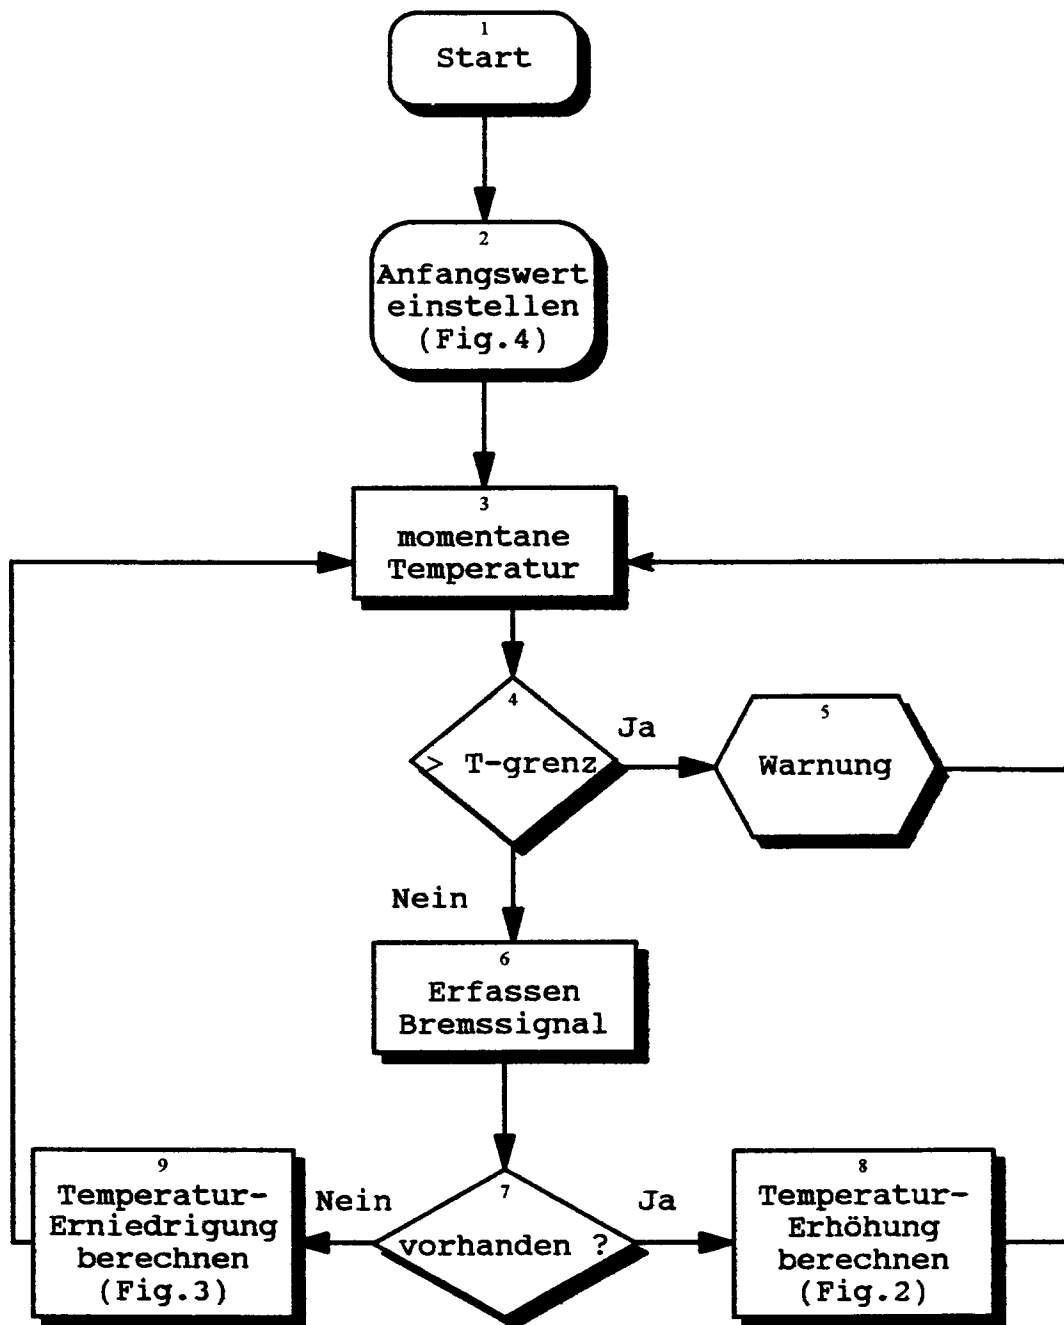 1
Start
2
Anfangswert
einstellen
(Fig.4)
3
momentane
Temperatur
4
> T-grenz
Ja
5
Warnung
Nein
6
Erfassen
Bremssignal
7
vorhanden ?
Nein
Ja
9
Temperatur-
Erniedrigung
berechnen
(Fig.3)
8
Temperatur-
Erhöhung
berechnen
(Fig.2)